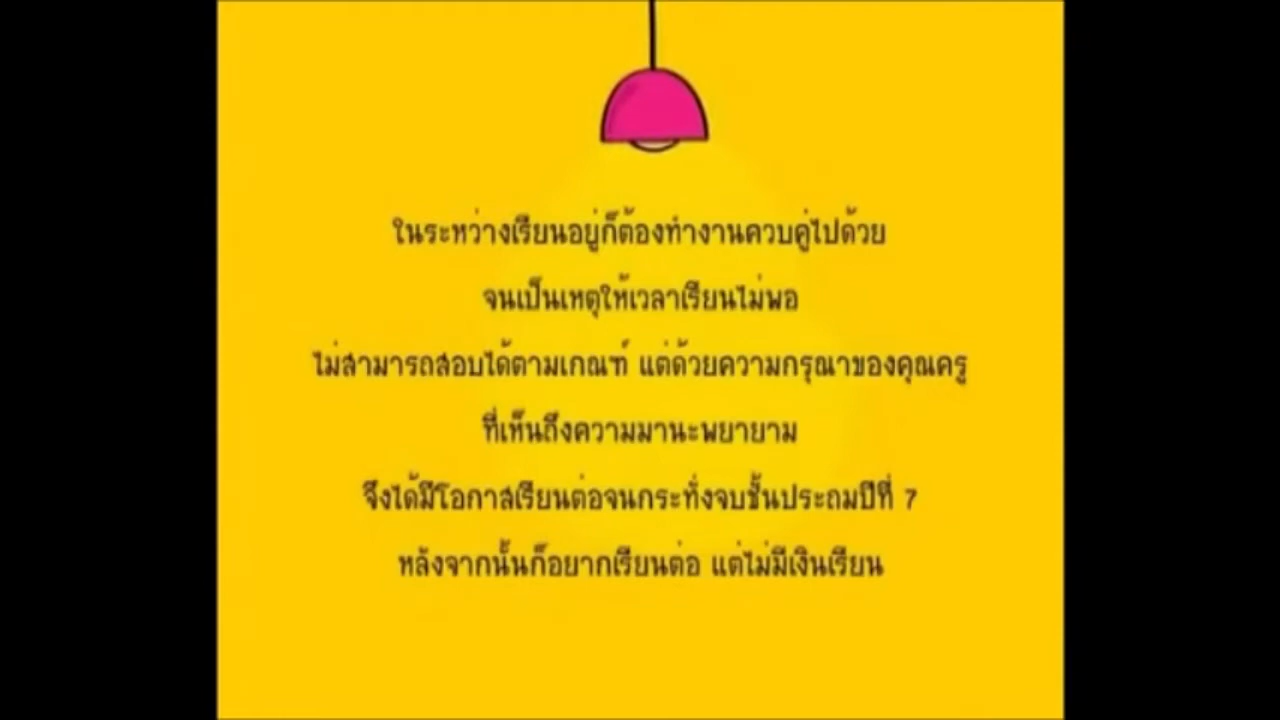 ในระหว่างเรียนอยู่ก็ต้องทำงานควบคู่ไปด้วย
จนเป็นเหตุให้เวลาเรียนไม่พอ
ไม่สามารถสอบได้ตามเกณฑ์ แต่ด้วยความกรุณาของคุณครู
ที่เห็นถึงความมานะพยายาม
จึงได้มีโอกาสเรียนต่อจนกระทั่งจบชั้นประถมปีที่ 7
หลังจากนั้นก็อยากเรียนต่อ แต่ไม่มีเงินเรียน